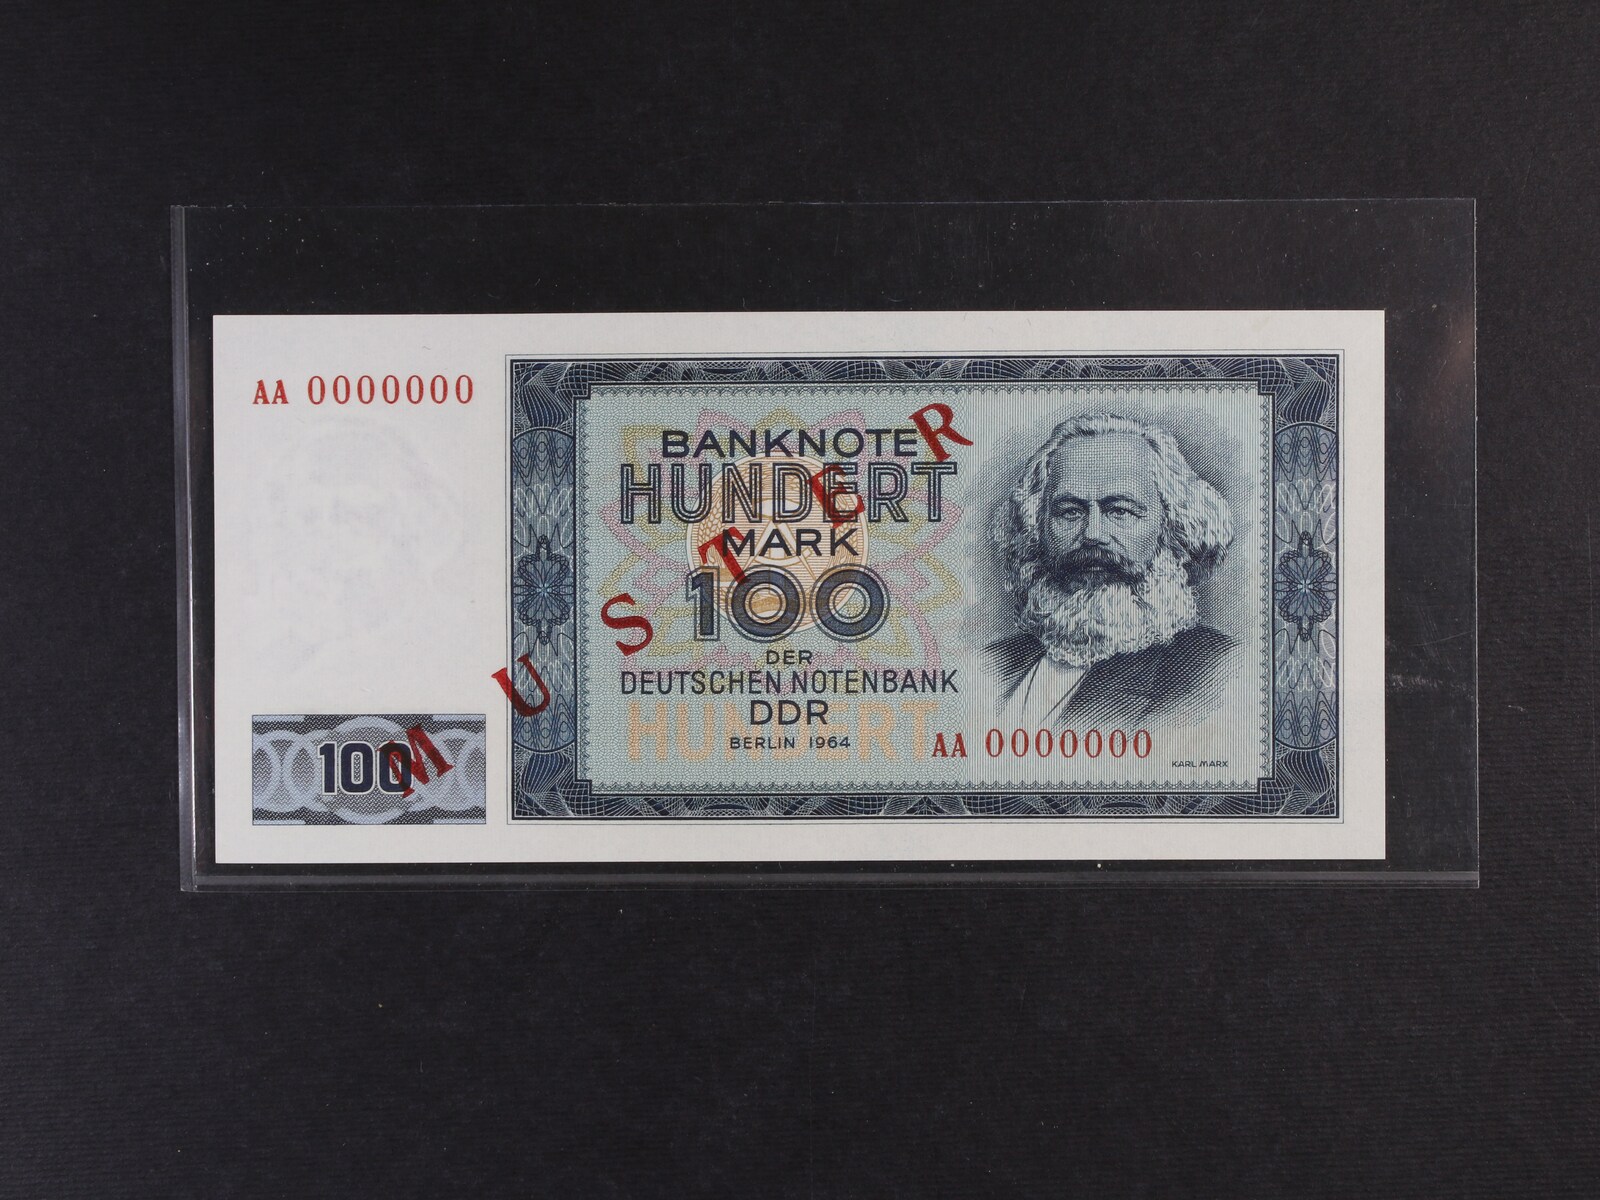 AA 0000000
BANKNOTE
HUNDERT
MARK
100
DER
DEUTSCHEN NOTENBANK
DDR
HUNDERT
BERLIN 1964
AA 0000000
KARL MARX
100
MUSTER